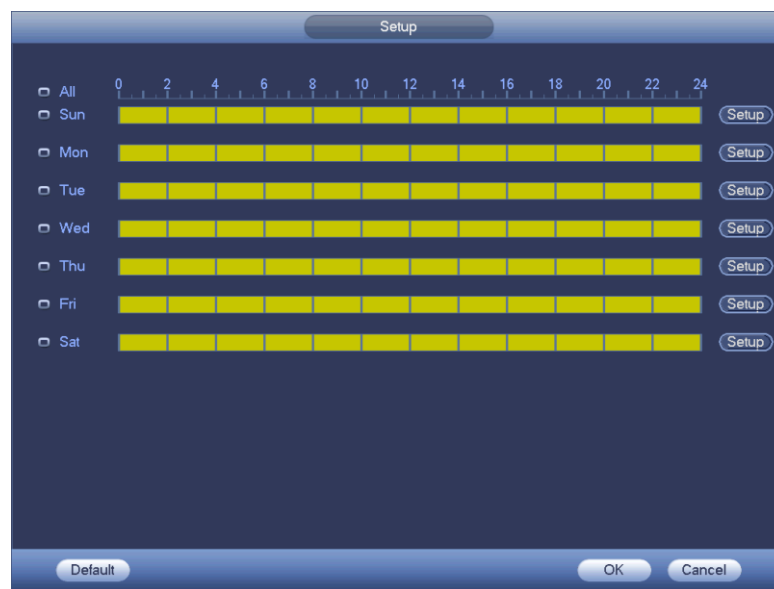 Setup
All 0 2 4 6 8 10 12 14 16 18 20 22 24
Sun Setup
Mon Setup
Tue Setup
Wed Setup
Thu Setup
Fri Setup
Sat Setup
Default OK Cancel